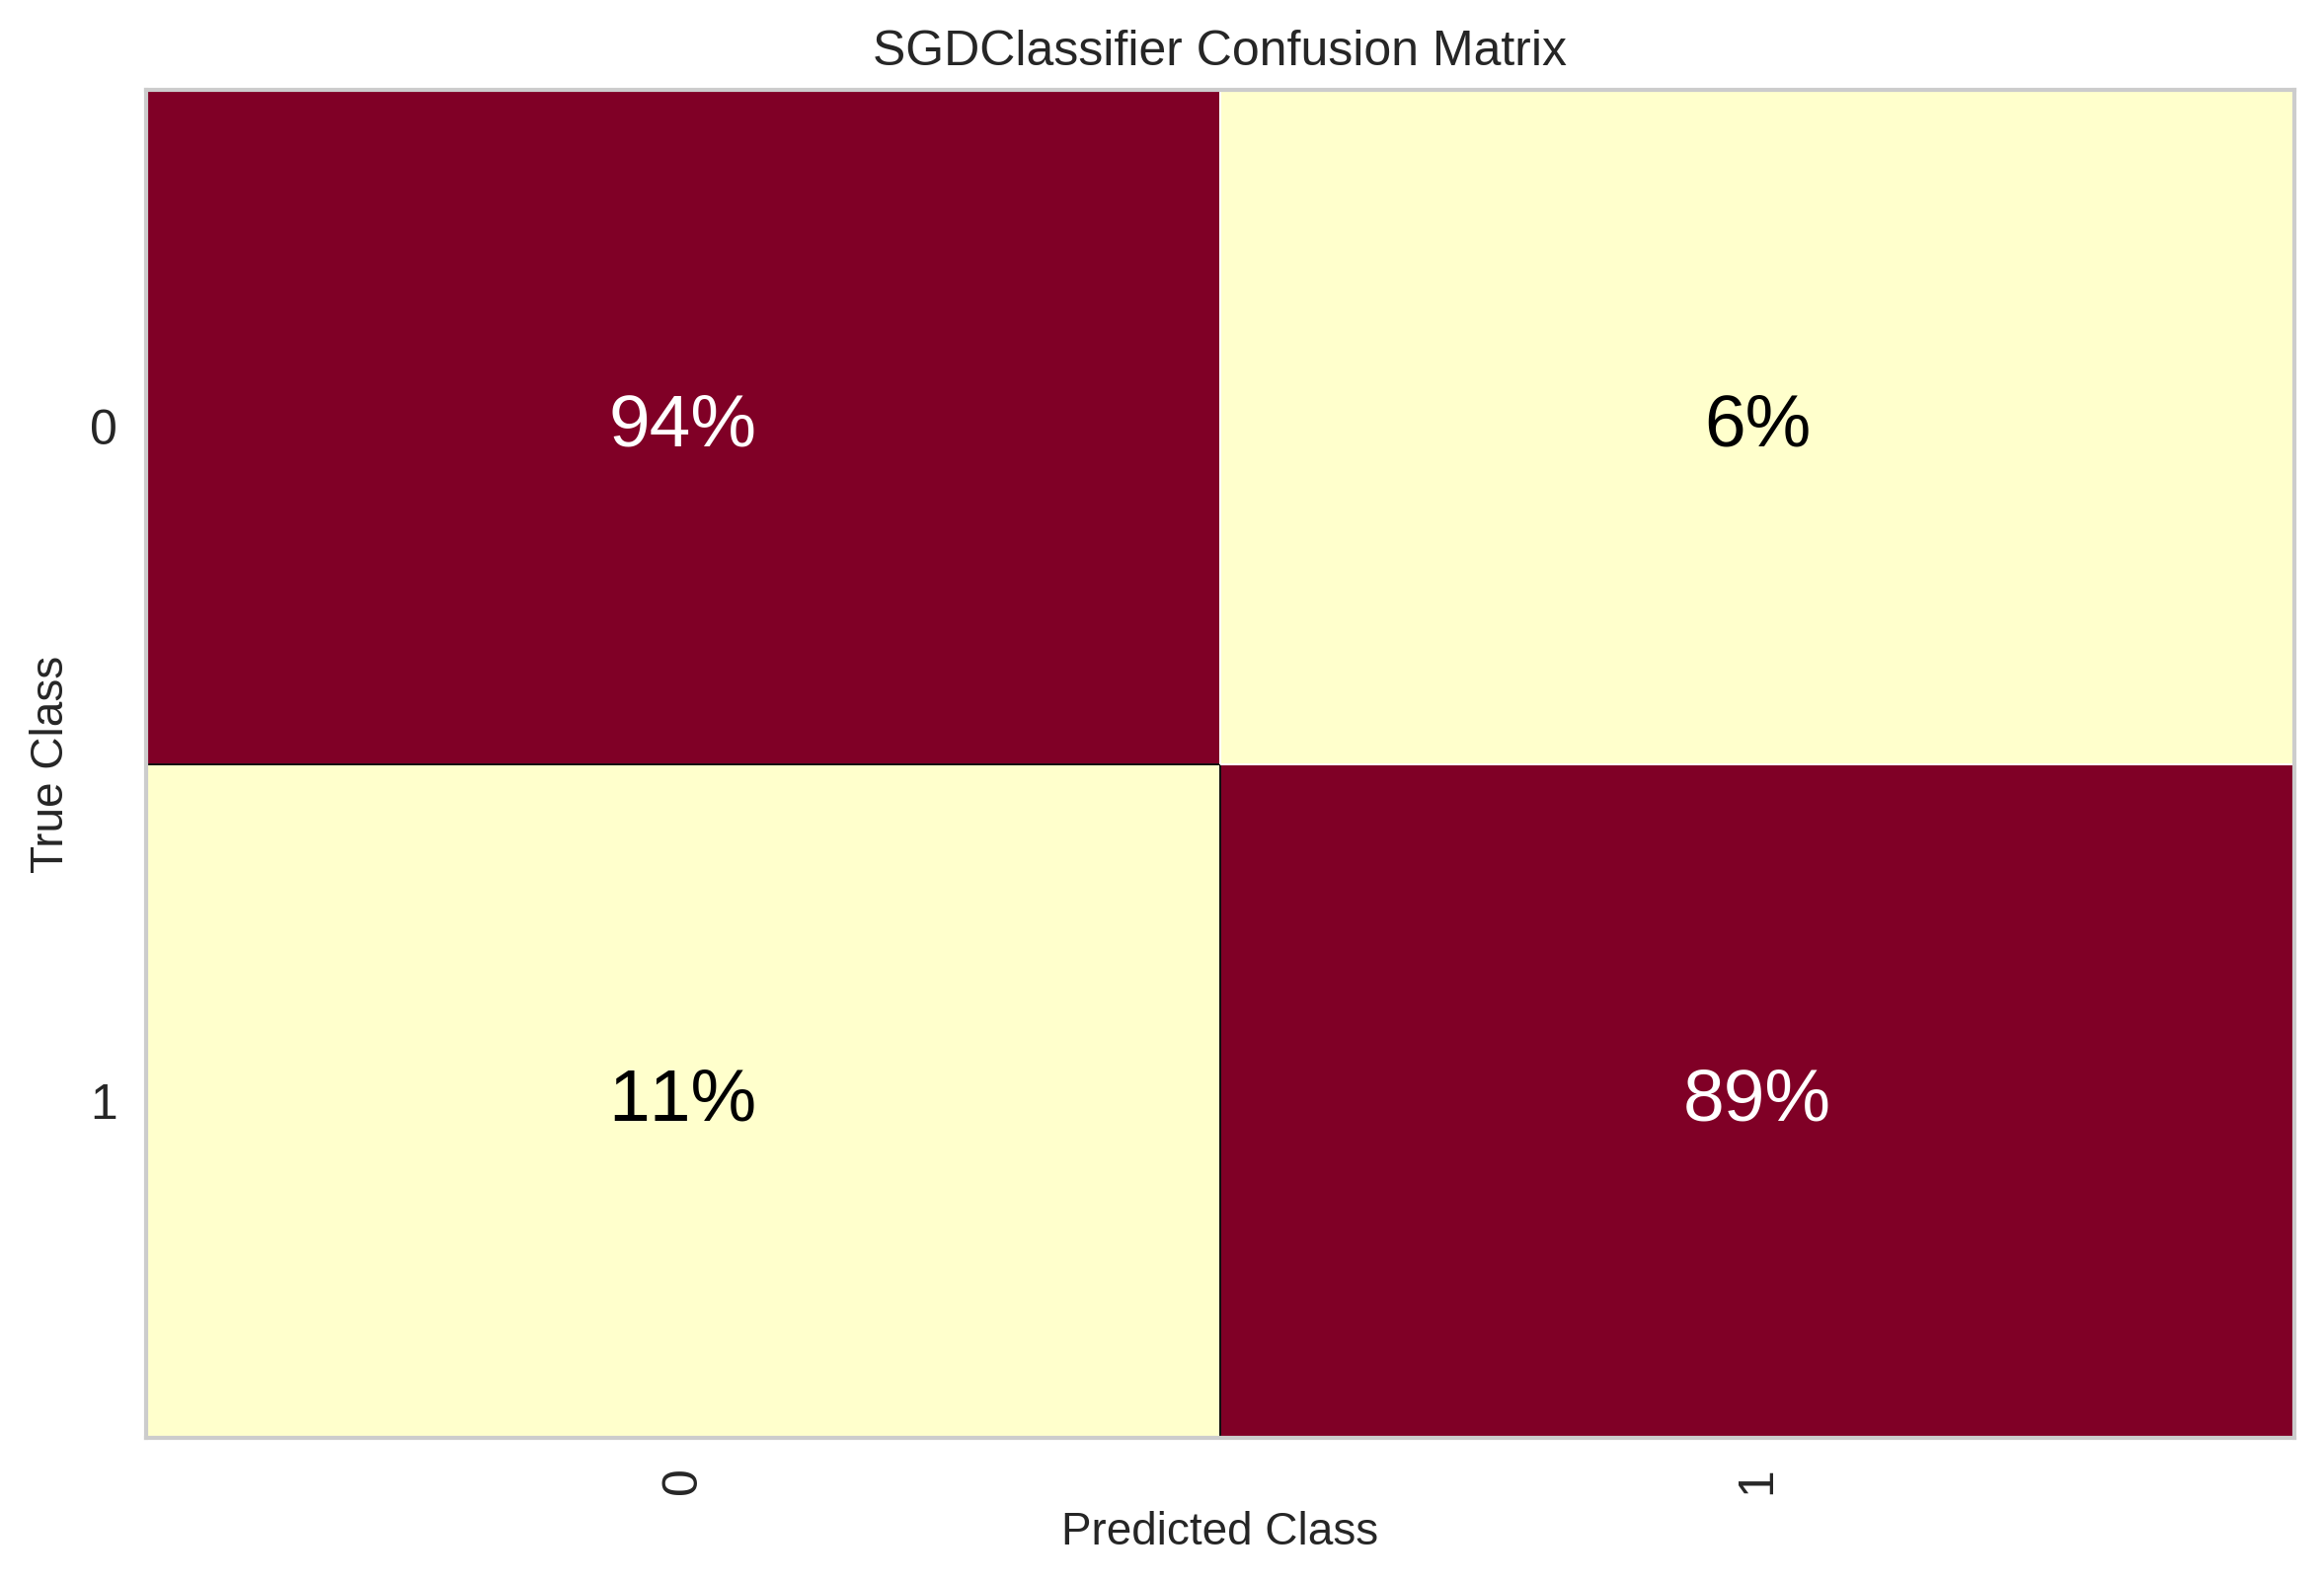 SGDClassifier Confusion Matrix
True Class
0
94%
6%
1
11%
89%
0
1
Predicted Class